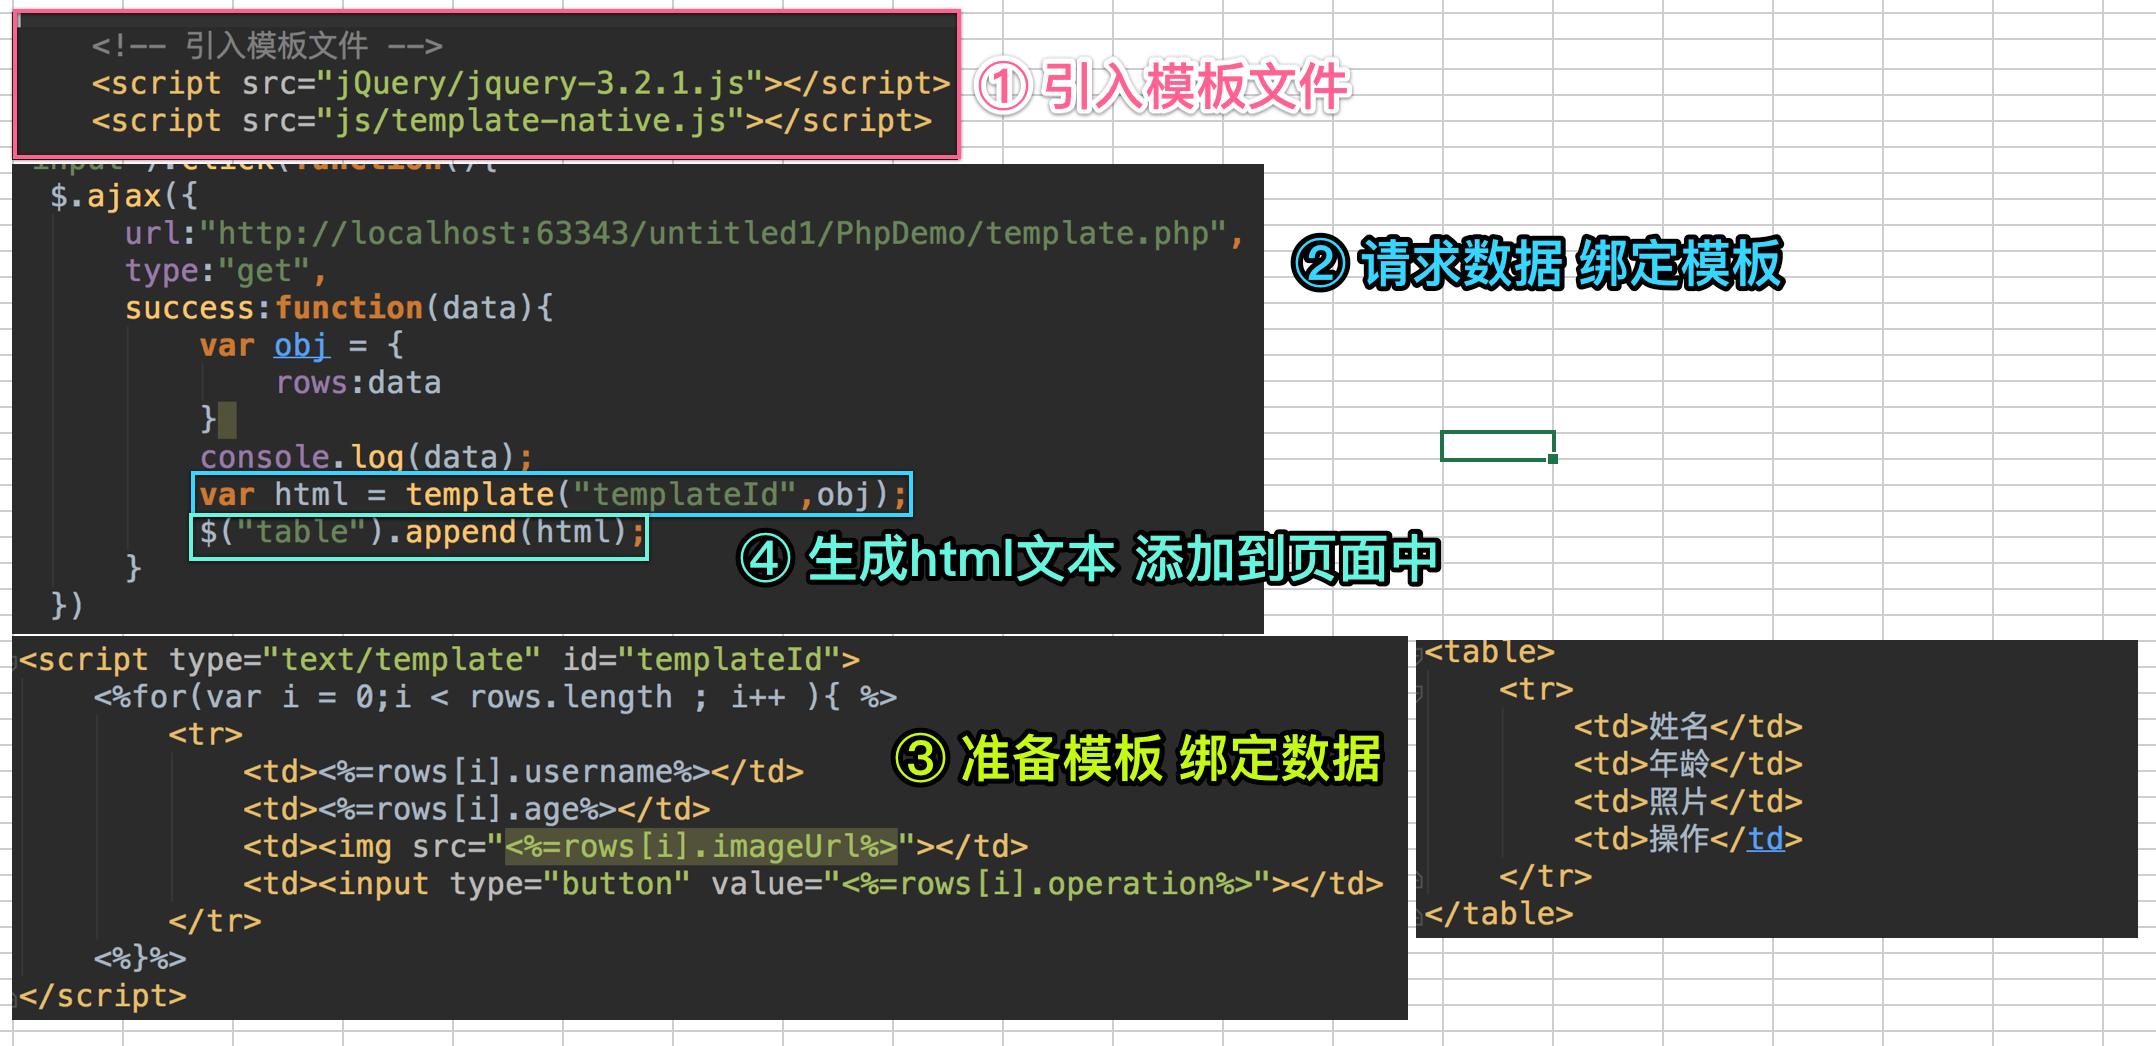 <!-- 引入模板文件 -->
<script src="jQuery/jquery-3.2.1.js"></script>
<script src="js/template-native.js"></script>
① 引入模板文件
input").click(function(){
$.ajax({
url:"http://localhost:63343/untitled1/PhpDemo/template.php",
type:"get",
success:function(data){
var obj = {
rows:data
}
console.log(data);
var html = template("templateId",obj);
$("table").append(html);
}
})
② 请求数据 绑定模板
④ 生成html文本 添加到页面中
<script type="text/template" id="templateId">
<%for(var i = 0;i < rows.length ; i++ ){ %>
<tr>
<td><%=rows[i].username%></td>
<td><%=rows[i].age%></td>
<td><img src="<%=rows[i].imageUrl%>"></td>
<td><input type="button" value="<%=rows[i].operation%>"></td>
</tr>
<%}%>
</script>
③ 准备模板 绑定数据
<table>
<tr>
<td>姓名</td>
<td>年龄</td>
<td>照片</td>
<td>操作</td>
</tr>
</table>